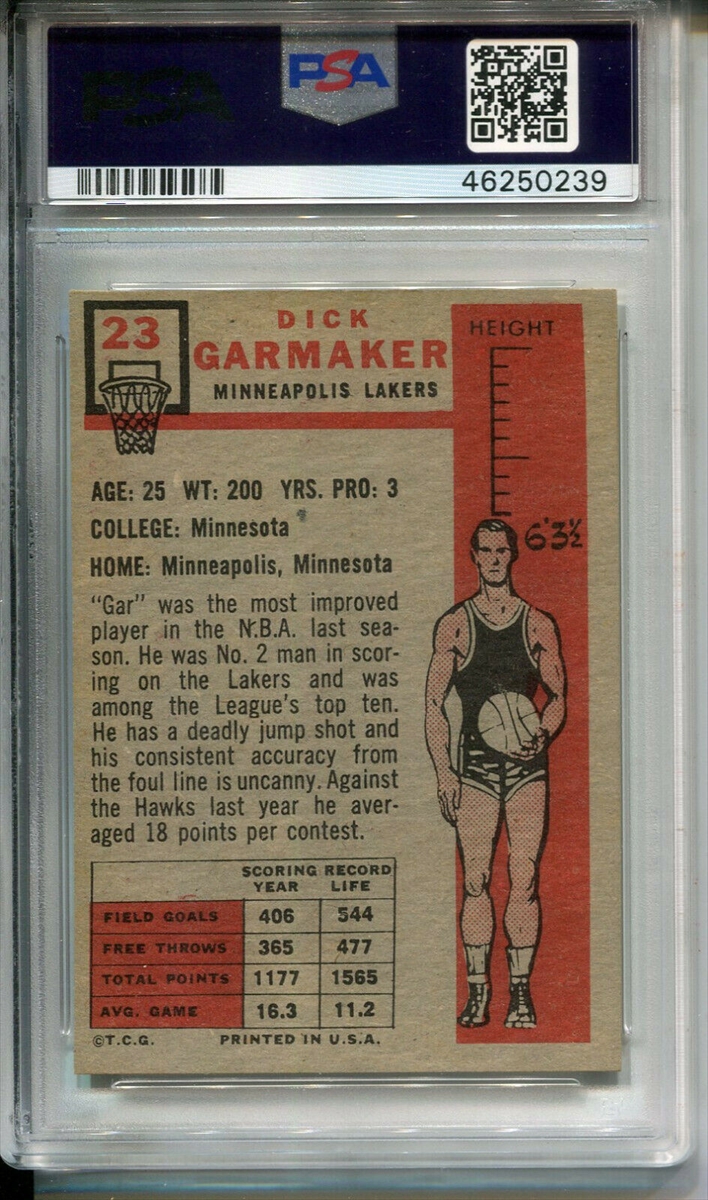 PSA
PSA
46250239
23
DICK
GARMAKER
MINNEAPOLIS LAKERS
HEIGHT
6'3½
AGE: 25 WT: 200 YRS. PRO: 3
COLLEGE: Minnesota
HOME: Minneapolis, Minnesota
"Gar" was the most improved
player in the N.B.A. last sea-
son. He was No. 2 man in scor-
ing on the Lakers and was
among the League's top ten.
He has a deadly jump shot and
his consistent accuracy from
the foul line is uncanny. Against
the Hawks last year he aver-
aged 18 points per contest.
SCORING RECORD
YEAR LIFE
FIELD GOALS 406 544
FREE THROWS 365 477
TOTAL POINTS 1177 1565
AVG. GAME 16.3 11.2
©T.C.G. PRINTED IN U.S.A.